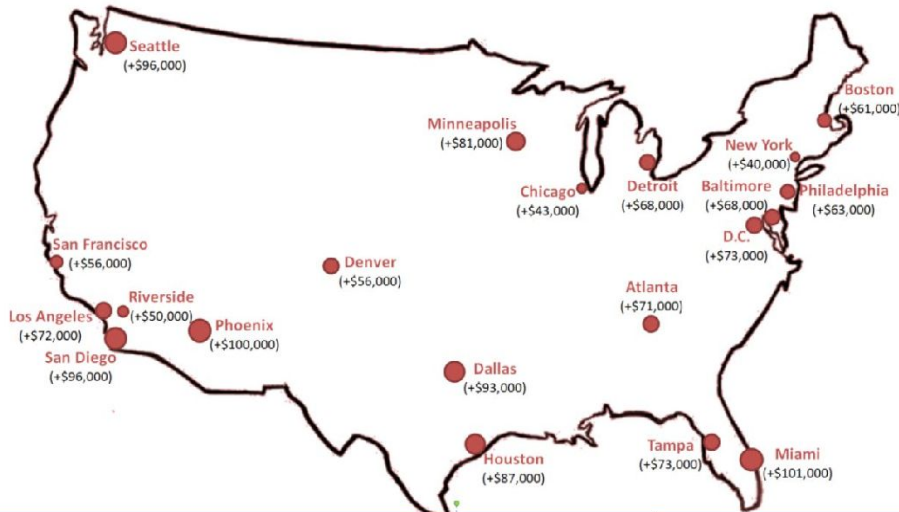 Seattle
(+$96,000)
Boston
(+$61,000)
Minneapolis
(+$81,000)
New York
(+$40,000)
Chicago
(+$43,000)
Detroit
(+$68,000)
Baltimore
(+$68,000)
Philadelphia
(+$63,000)
D.C.
(+$73,000)
San Francisco
(+$56,000)
Denver
(+$56,000)
Riverside
(+$50,000)
Los Angeles
(+$72,000)
Phoenix
(+$100,000)
San Diego
(+$96,000)
Atlanta
(+$71,000)
Dallas
(+$93,000)
Houston
(+$87,000)
Tampa
(+$73,000)
Miami
(+$101,000)